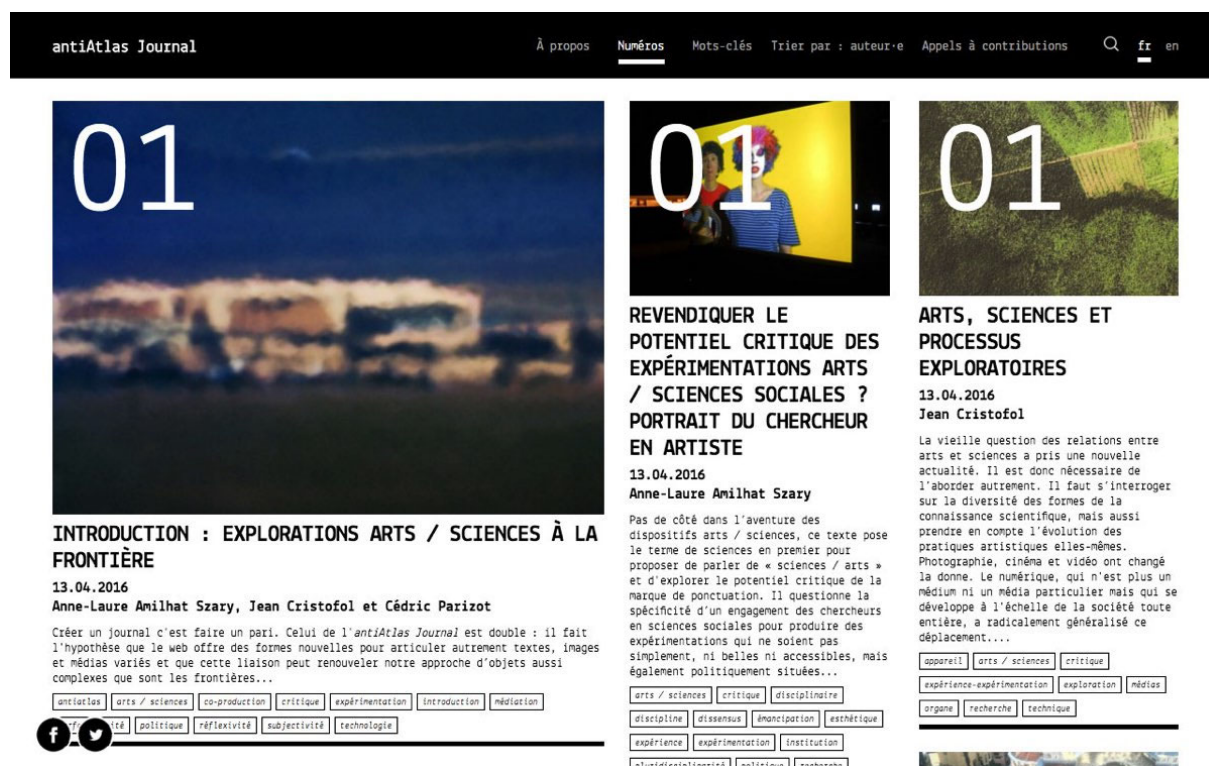 antiAtlas Journal
À propos Numéros Mots-clés Trier par : auteur·e Appels à contributions fr en
01
INTRODUCTION : EXPLORATIONS ARTS / SCIENCES À LA
FRONTIÈRE
13.04.2016
Anne-Laure Amilhat Szary, Jean Cristofol et Cédric Parizot
Créer un journal c'est faire un pari. Celui de l'antiAtlas Journal est double : il fait
l'hypothèse que le web offre des formes nouvelles pour articuler autrement textes, images
et médias variés et que cette liaison peut renouveler notre approche d'objets aussi
complexes que sont les frontières...
antiatlas arts / sciences co-production critique expérimentation introduction médiation
politique réflexivité subjectivité technologie
01
REVENDIQUER LE
POTENTIEL CRITIQUE DES
EXPÉRIMENTATIONS ARTS
/ SCIENCES SOCIALES ?
PORTRAIT DU CHERCHEUR
EN ARTISTE
13.04.2016
Anne-Laure Amilhat Szary
Pas de côté dans l'aventure des
dispositifs arts / sciences, ce texte pose
le terme de sciences en premier pour
proposer de parler de « sciences / arts »
et d'explorer le potentiel critique de la
marque de ponctuation. Il questionne la
spécificité d'un engagement des chercheurs
en sciences sociales pour produire des
expérimentations qui ne soient pas
simplement, ni belles ni accessibles, mais
également politiquement situées...
arts / sciences critique disciplinaire
discipline dissensus émancipation esthétique
expérience expérimentation institution
pluridisciplinarité politique recherche
01
ARTS, SCIENCES ET
PROCESSUS
EXPLORATOIRES
13.04.2016
Jean Cristofol
La vieille question des relations entre
arts et sciences a pris une nouvelle
actualité. Il est donc nécessaire de
l'aborder autrement. Il faut s'interroger
sur la diversité des formes de la
connaissance scientifique, mais aussi
prendre en compte l'évolution des
pratiques artistiques elles-mêmes.
Photographie, cinéma et vidéo ont changé
la donne. Le numérique, qui n'est plus un
médium ni un média particulier mais qui se
développe à l'échelle de la société toute
entière, a radicalement généralisé ce
déplacement....
appareil arts / sciences critique
expérience-expérimentation exploration médias
organe recherche technique